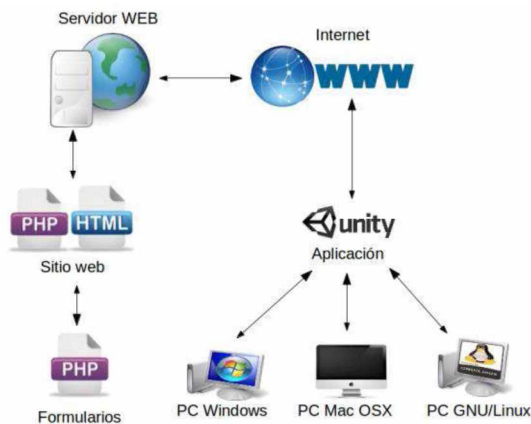 Servidor WEB
Internet
WWW
PHP HTML
Sitio web
unity
Aplicación
PHP
Formularios
PC Windows
PC Mac OSX
PC GNU/Linux